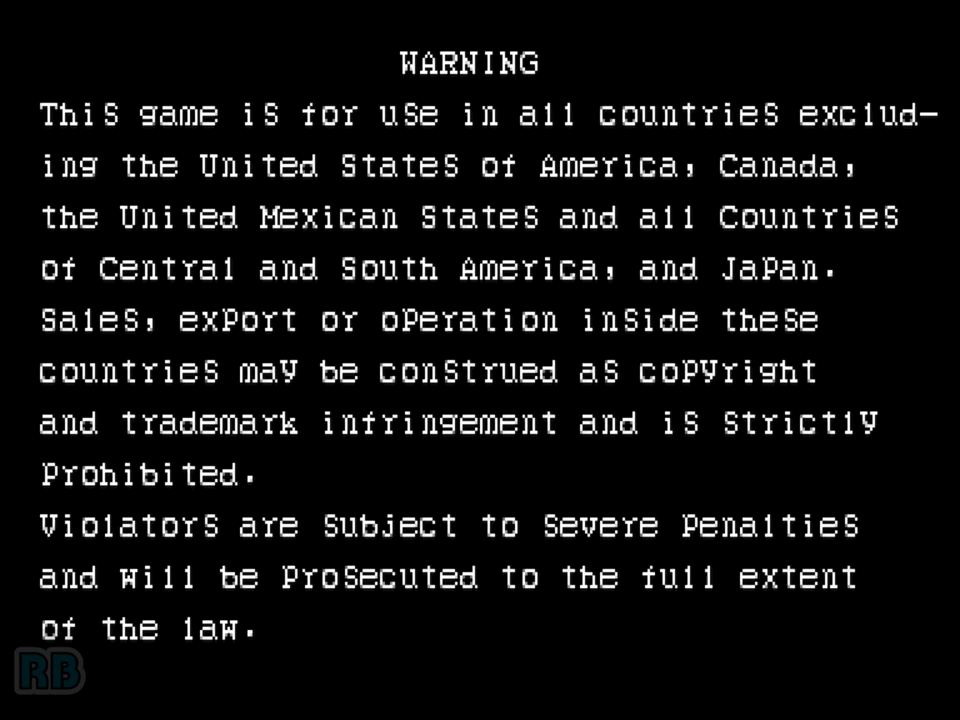 WARNING
This game is for use in all countries exclud-
ing the United States of America, Canada,
the United Mexican States and all Countries
of Central and South America, and Japan.
Sales, export or operation inside these
countries may be construed as copyright
and trademark infringement and is strictly
prohibited.
Violators are subject to severe penalties
and will be prosecuted to the full extent
of the law.
RB